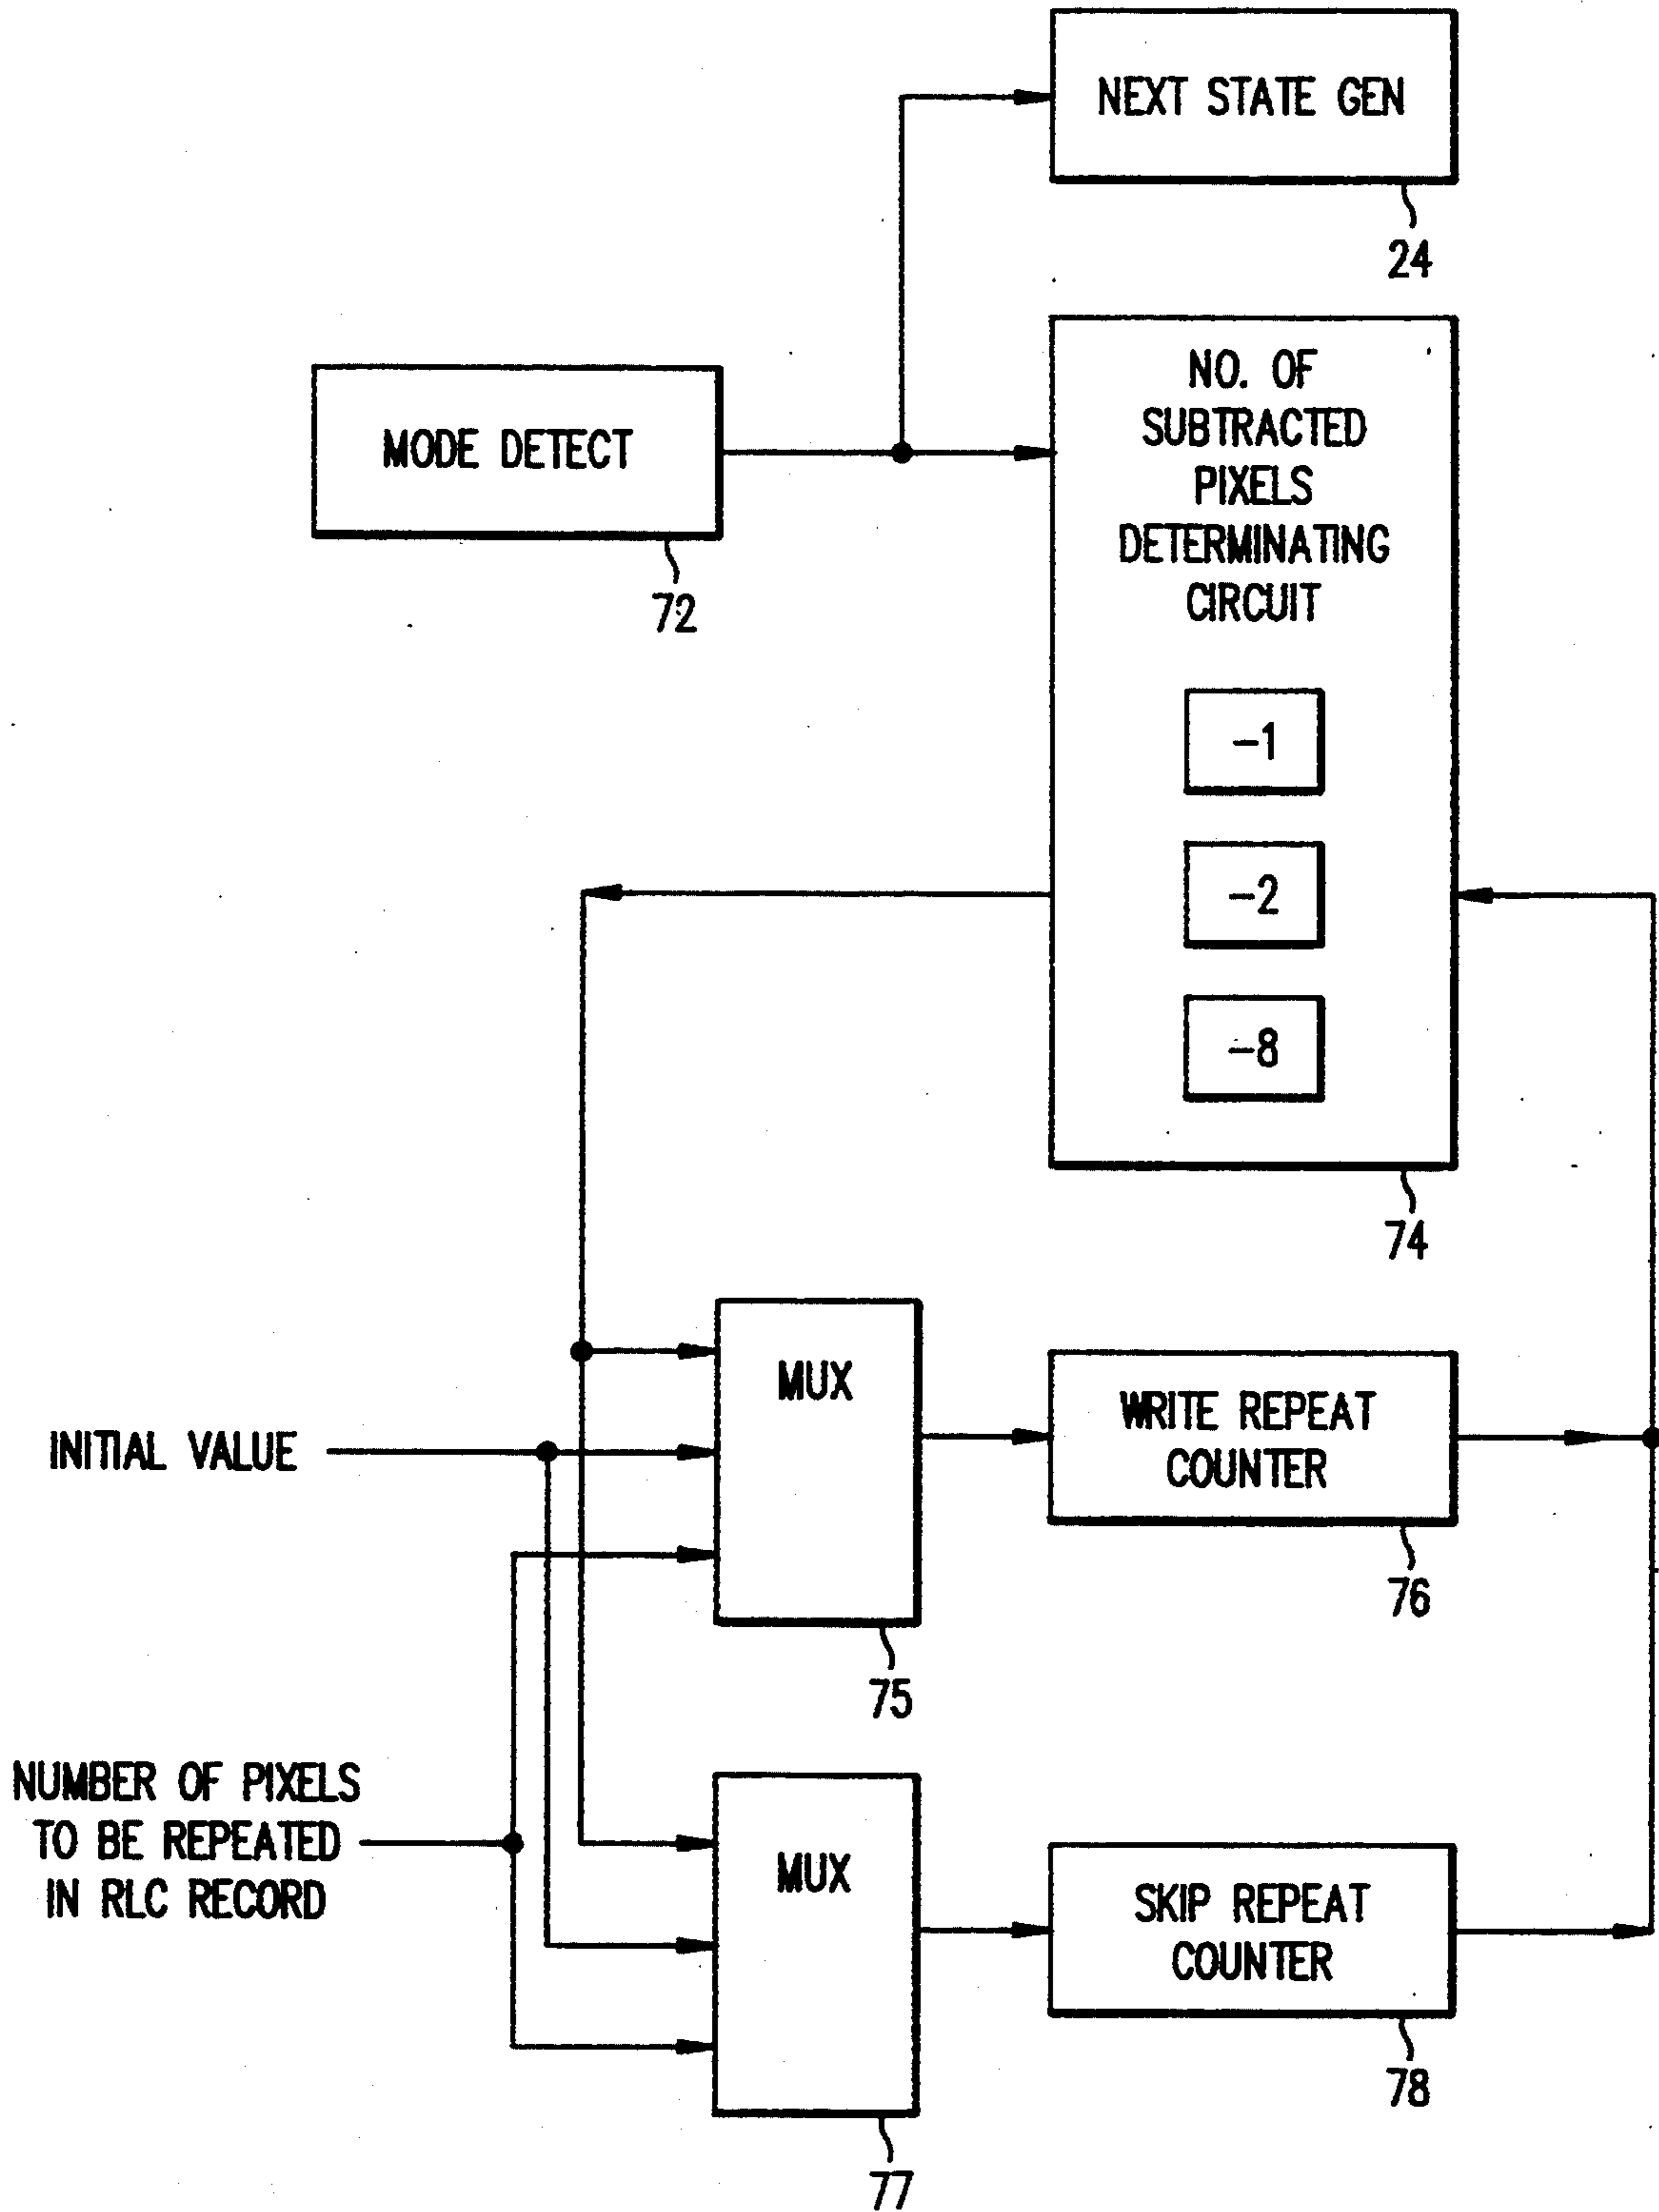 NEXT STATE GEN
24
MODE DETECT
72
NO. OF
SUBTRACTED
PIXELS
DETERMINATING
CIRCUIT
-1
-2
-8
74
MUX
75
INITIAL VALUE
WRITE REPEAT
COUNTER
76
NUMBER OF PIXELS
TO BE REPEATED
IN RLC RECORD
MUX
77
SKIP REPEAT
COUNTER
78